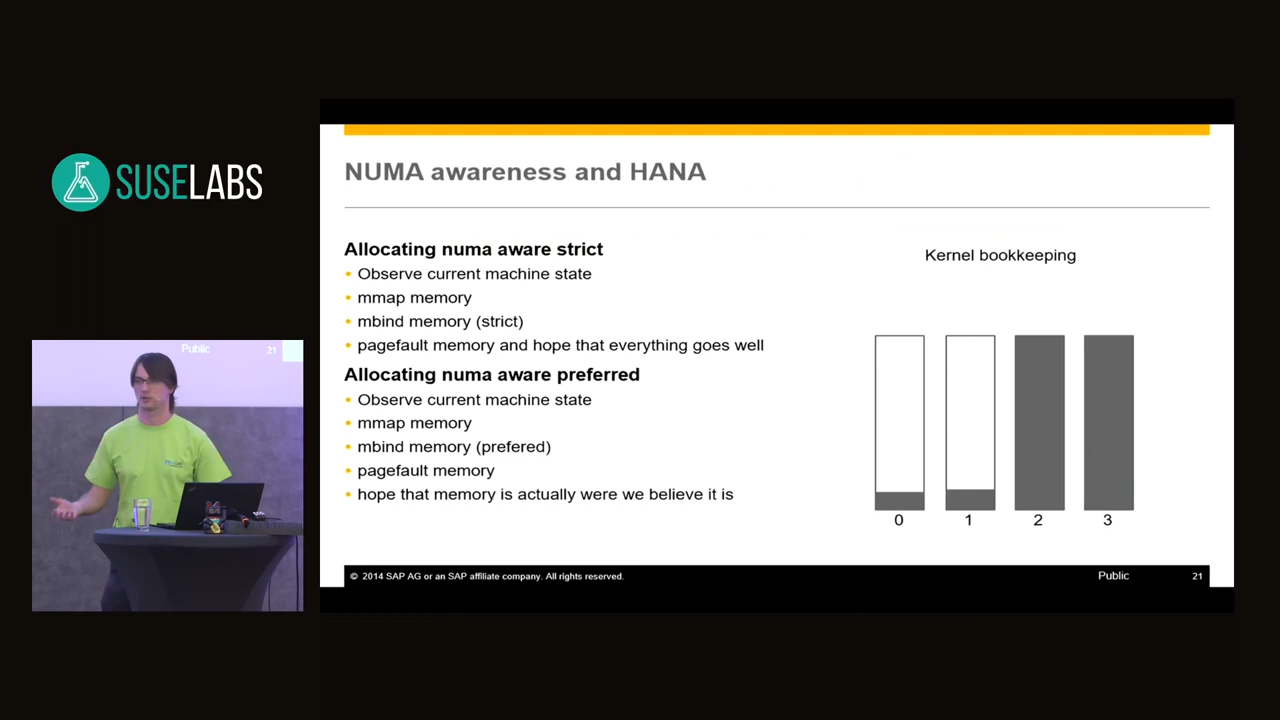 SUSELABS
Public 21
NUMA awareness and HANA
Allocating numa aware strict
• Observe current machine state
• mmap memory
• mbind memory (strict)
• pagefault memory and hope that everything goes well
Allocating numa aware preferred
• Observe current machine state
• mmap memory
• mbind memory (prefered)
• pagefault memory
• hope that memory is actually were we believe it is
Kernel bookkeeping
0 1 2 3
© 2014 SAP AG or an SAP affiliate company. All rights reserved.
Public 21